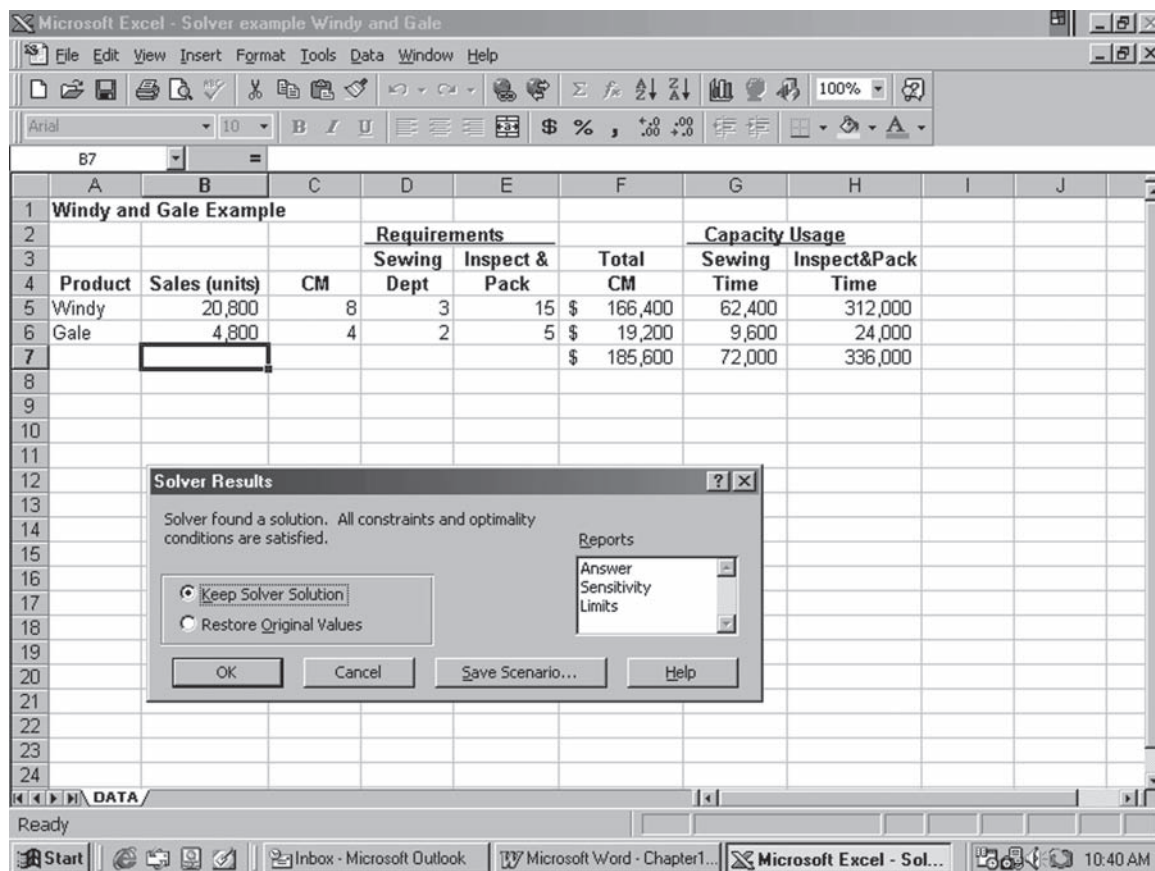 Microsoft Excel - Solver example Windy and Gale
File Edit View Insert Format Tools Data Window Help
100%
Arial 10 B I U $ % ,
B7 =
A B C D E F G H I J
1 Windy and Gale Example
2 Requirements Capacity Usage
3 Sewing Inspect & Total Sewing Inspect&Pack
4 Product Sales (units) CM Dept Pack CM Time Time
5 Windy 20,800 8 3 15 $ 166,400 62,400 312,000
6 Gale 4,800 4 2 5 $ 19,200 9,600 24,000
7 $ 185,600 72,000 336,000
8
9
10
11
12
13
14
15
16
17
18
19
20
21
22
23
24
Solver Results
Solver found a solution. All constraints and optimality
conditions are satisfied.
Reports
Answer
Sensitivity
Limits
Keep Solver Solution
Restore Original Values
OK Cancel Save Scenario... Help
DATA
Ready
Start Inbox - Microsoft Outlook Microsoft Word - Chapter1... Microsoft Excel - Sol... 10:40 AM